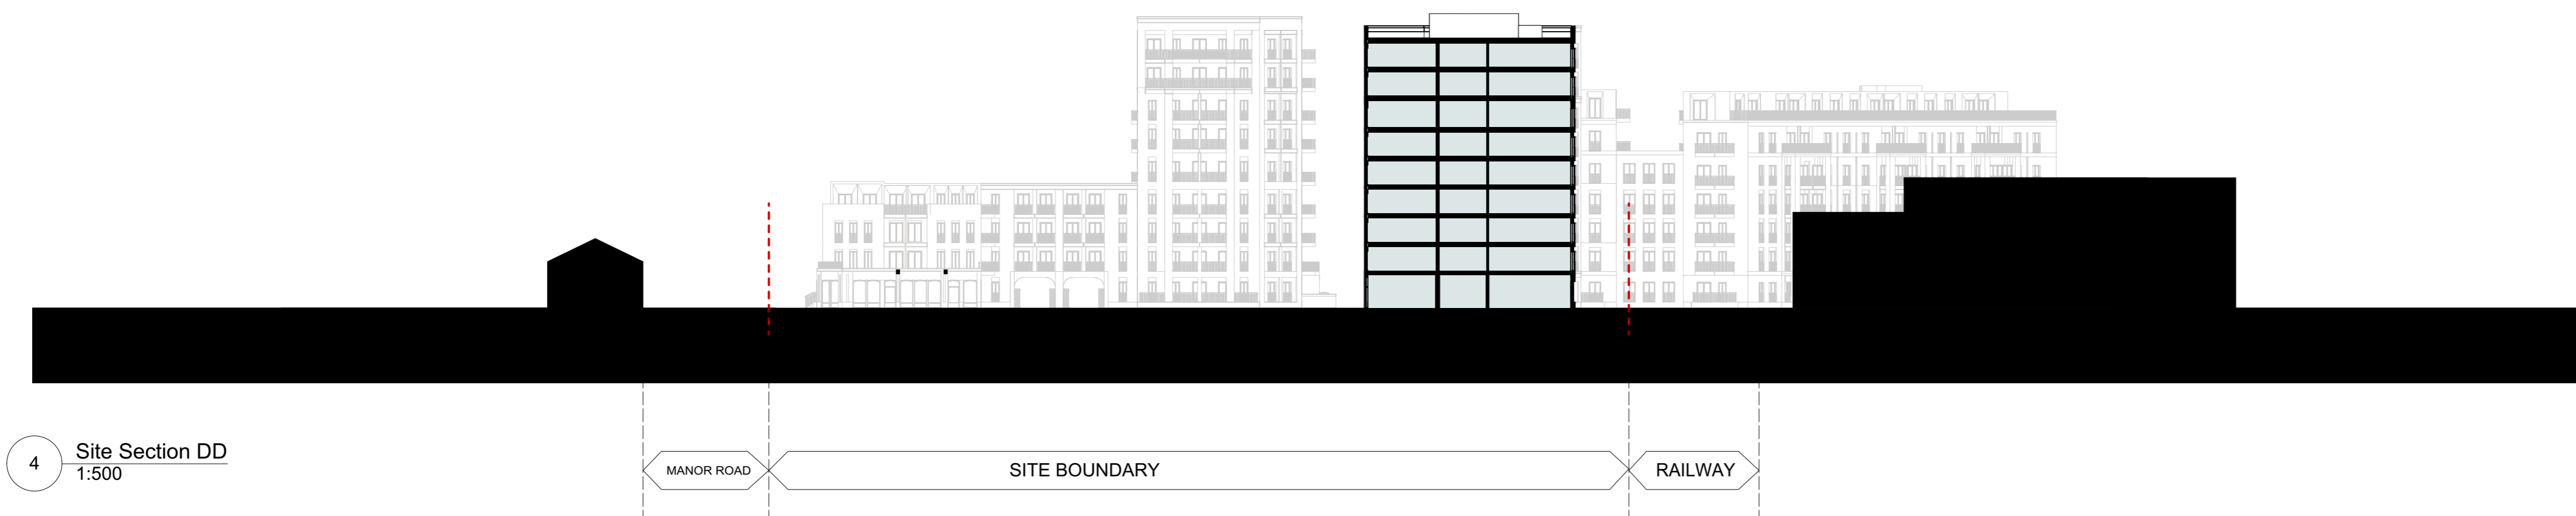 4
Site Section DD
1:500
MANOR ROAD
SITE BOUNDARY
RAILWAY